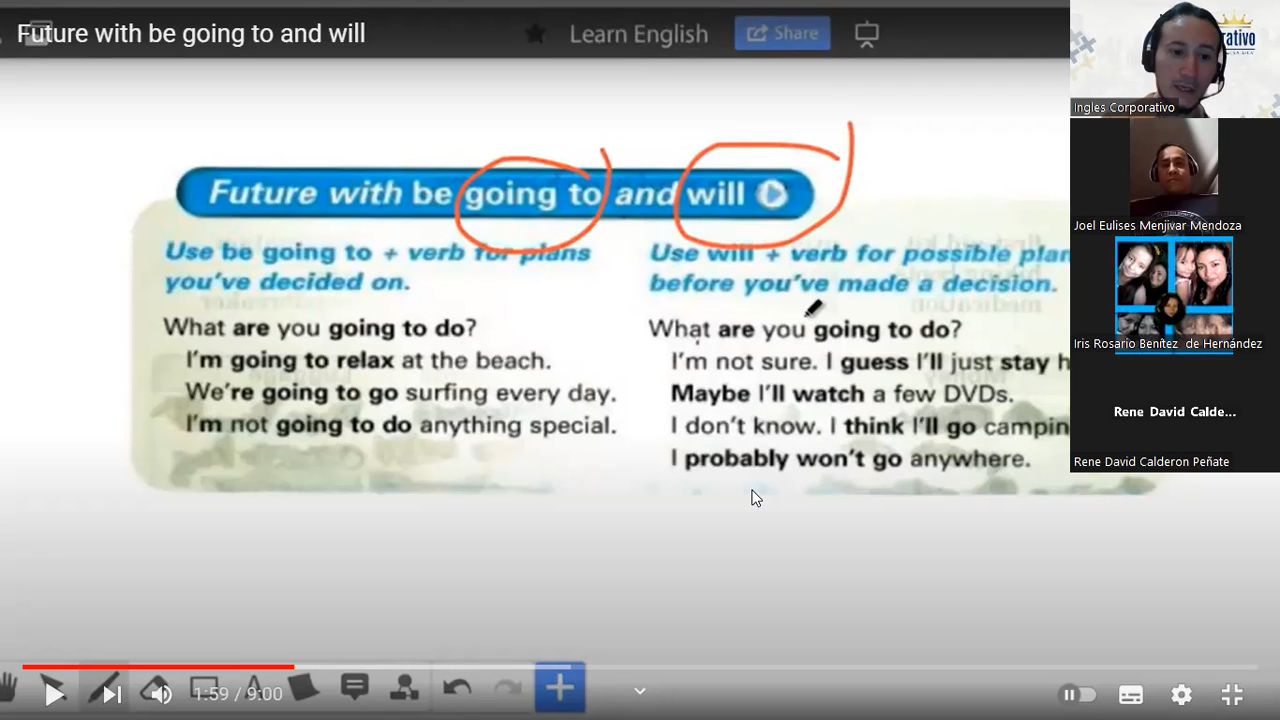 Future with be going to and will
Learn English
Share
Ingles Corporativo
Joel Eulises Menjivar Mendoza
Iris Rosario Benítez de Hernández
Rene David Calde...
Rene David Calderon Peñate
Future with be going to and will
Use be going to + verb for plans
you've decided on.
What are you going to do?
I'm going to relax at the beach.
We're going to go surfing every day.
I'm not going to do anything special.
Use will + verb for possible plan
before you've made a decision.
What are you going to do?
I'm not sure. I guess I'll just stay h
Maybe I'll watch a few DVDs.
I don't know. I think I'll go campin
I probably won't go anywhere.
1:59 / 9:00